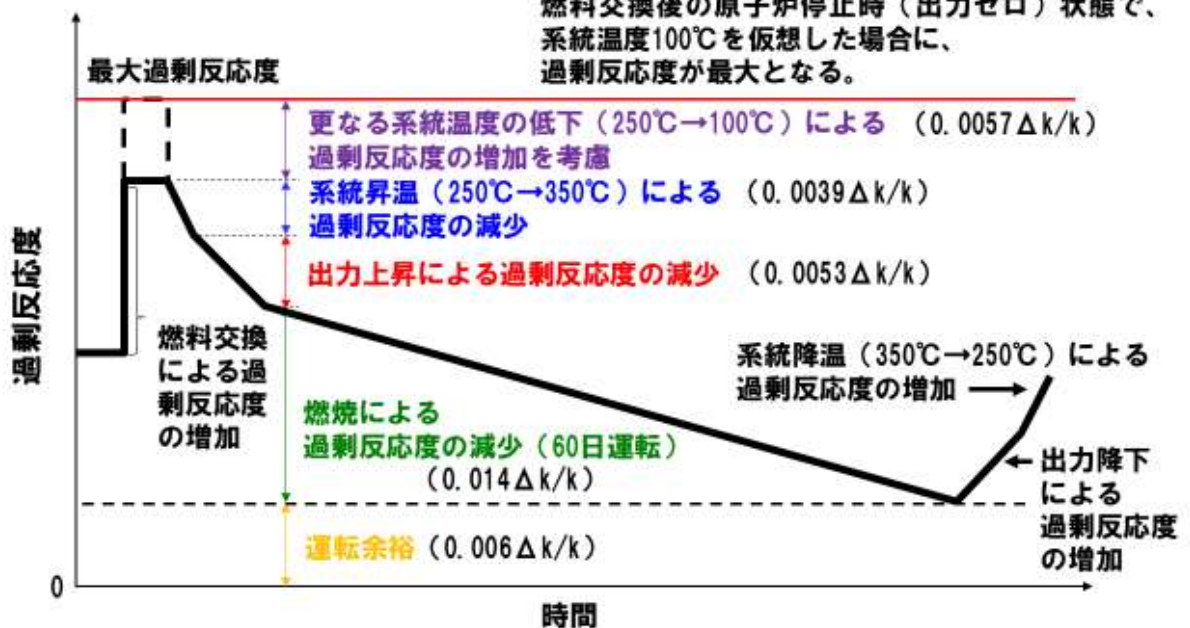 燃料交換後の原子炉停止時（出力ゼロ）状態で、
系統温度100℃を仮想した場合に、
過剰反応度が最大となる。
最大過剰反応度
更なる系統温度の低下（250℃→100℃）による （0.0057Δk/k）
過剰反応度の増加を考慮
系統昇温（250℃→350℃）による （0.0039Δk/k）
過剰反応度の減少
出力上昇による過剰反応度の減少 （0.0053Δk/k）
過剰反応度
燃料交換
による過
剰反応度
の増加
系統降温（350℃→250℃）による
過剰反応度の増加
燃焼による
過剰反応度の減少（60日運転）
（0.014Δk/k）
出力降下
による
過剰反応度
の増加
運転余裕（0.006Δk/k）
0
時間